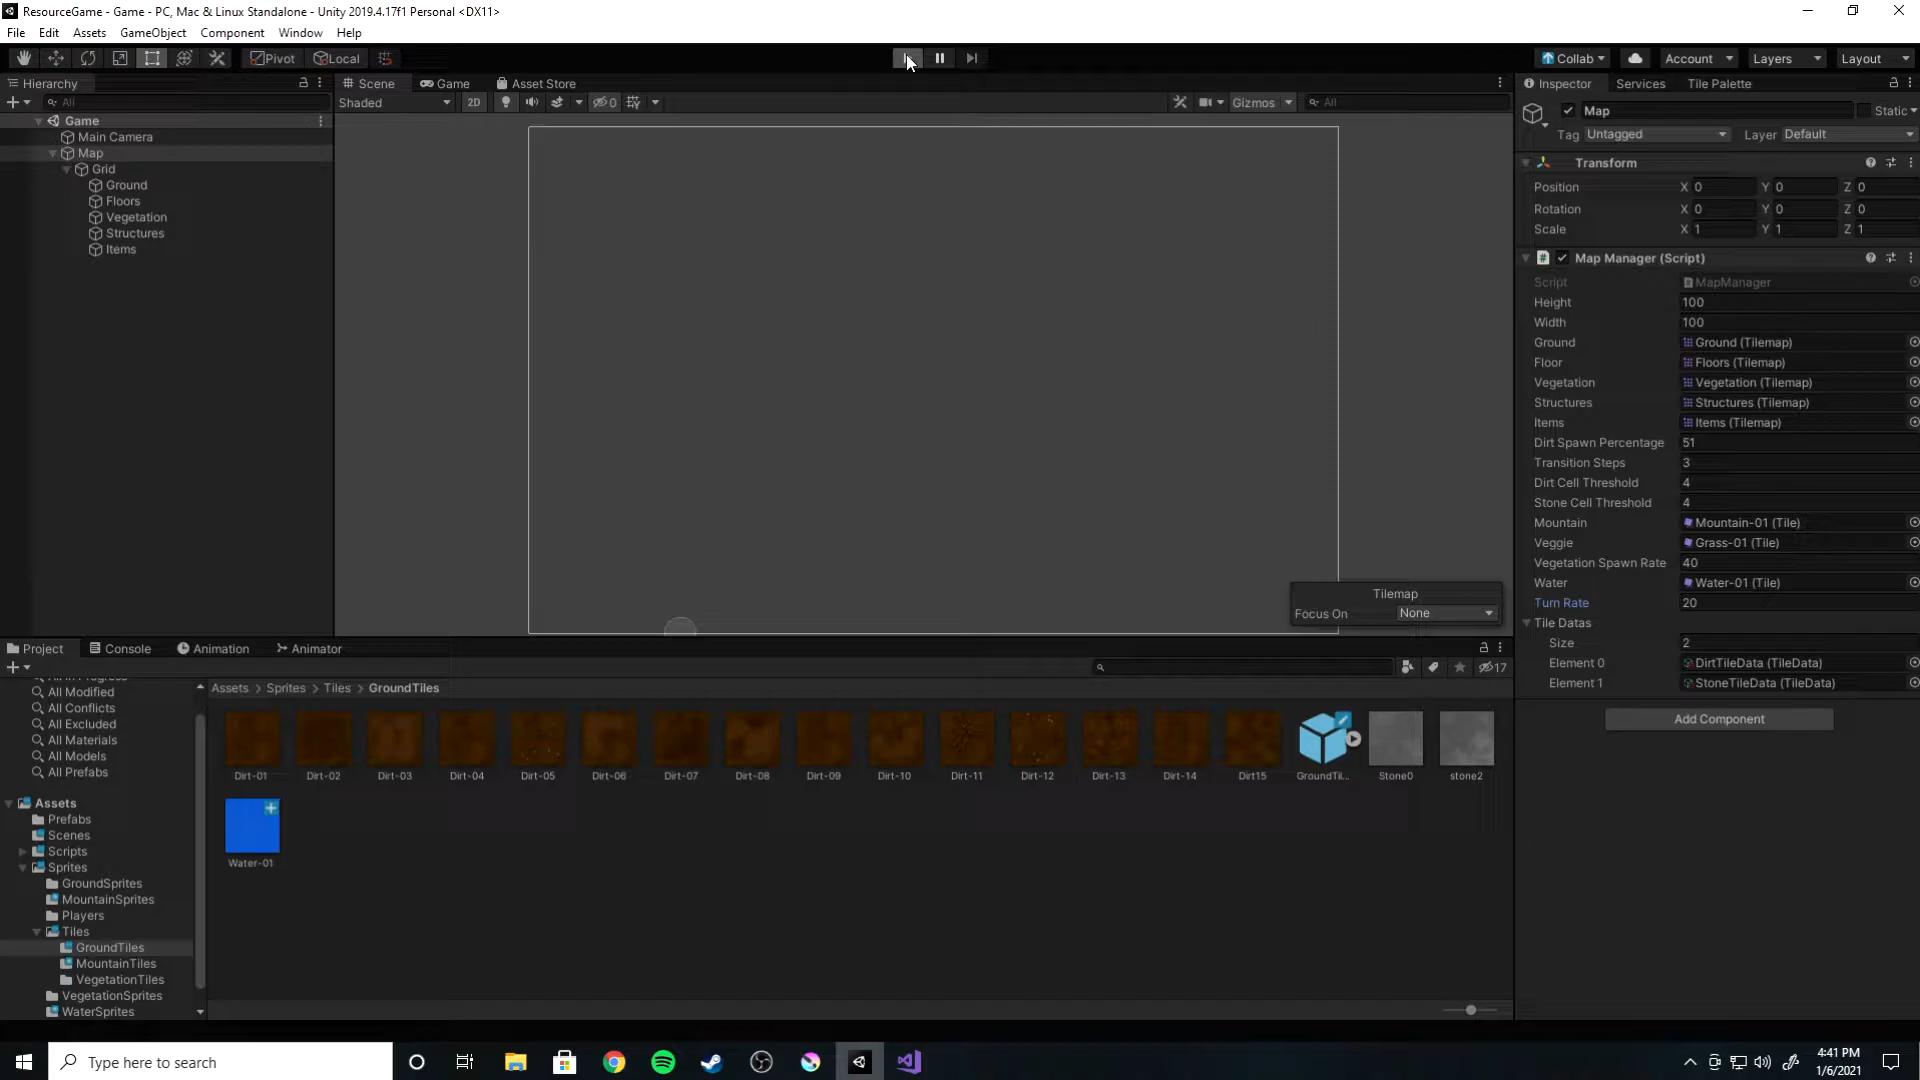 ResourceGame - Game - PC, Mac & Linux Standalone - Unity 2019.4.17f1 Personal <DX11>
File Edit Assets GameObject Component Window Help
Pivot Local Collab Account Layers Layout
Hierarchy
All
Game
Main Camera
Map
Grid
Ground
Floors
Vegetation
Structures
Items
Scene Game Asset Store
Shaded 2D 0 Gizmos All
Tilemap
Focus On None
Inspector Services Tile Palette
Map Static
Tag Untagged Layer Default
Transform
Position X 0 Y 0 Z 0
Rotation X 0 Y 0 Z 0
Scale X 1 Y 1 Z 1
Map Manager (Script)
Script MapManager
Height 100
Width 100
Ground Ground (Tilemap)
Floor Floors (Tilemap)
Vegetation Vegetation (Tilemap)
Structures Structures (Tilemap)
Items Items (Tilemap)
Dirt Spawn Percentage 51
Transition Steps 3
Dirt Cell Threshold 4
Stone Cell Threshold 4
Mountain Mountain-01 (Tile)
Veggie Grass-01 (Tile)
Vegetation Spawn Rate 40
Water Water-01 (Tile)
Turn Rate 20
Tile Datas
Size 2
Element 0 DirtTileData (TileData)
Element 1 StoneTileData (TileData)
Add Component
Project Console Animation Animator
17
All Modified
All Conflicts
All Excluded
All Materials
All Models
All Prefabs
Assets
Prefabs
Scenes
Scripts
Sprites
GroundSprites
MountainSprites
Players
Tiles
GroundTiles
MountainTiles
VegetationTiles
VegetationSprites
WaterSprites
Assets > Sprites > Tiles > GroundTiles
Dirt-01 Dirt-02 Dirt-03 Dirt-04 Dirt-05 Dirt-06 Dirt-07 Dirt-08 Dirt-09 Dirt-10 Dirt-11 Dirt-12 Dirt-13 Dirt-14 Dirt15 GroundTil... Stone0 stone2
Water-01
Type here to search
4:41 PM
1/6/2021